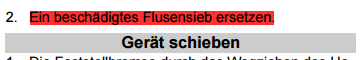 2. Ein beschädigtes Flusensieb ersetzen.
Gerät schieben